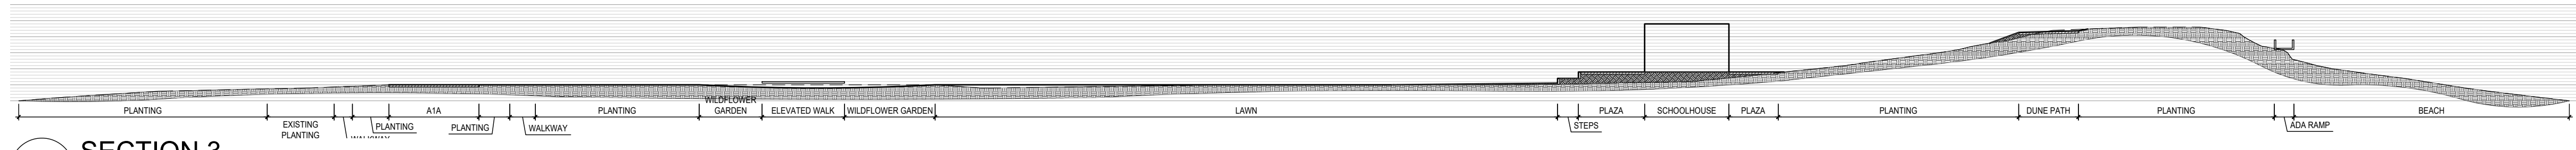 PLANTING
EXISTING
PLANTING
WALKWAY
PLANTING
A1A
PLANTING
WALKWAY
PLANTING
WILDFLOWER
GARDEN
ELEVATED WALK
WILDFLOWER GARDEN
LAWN
STEPS
PLAZA
SCHOOLHOUSE
PLAZA
PLANTING
DUNE PATH
PLANTING
ADA RAMP
BEACH
SECTION 3